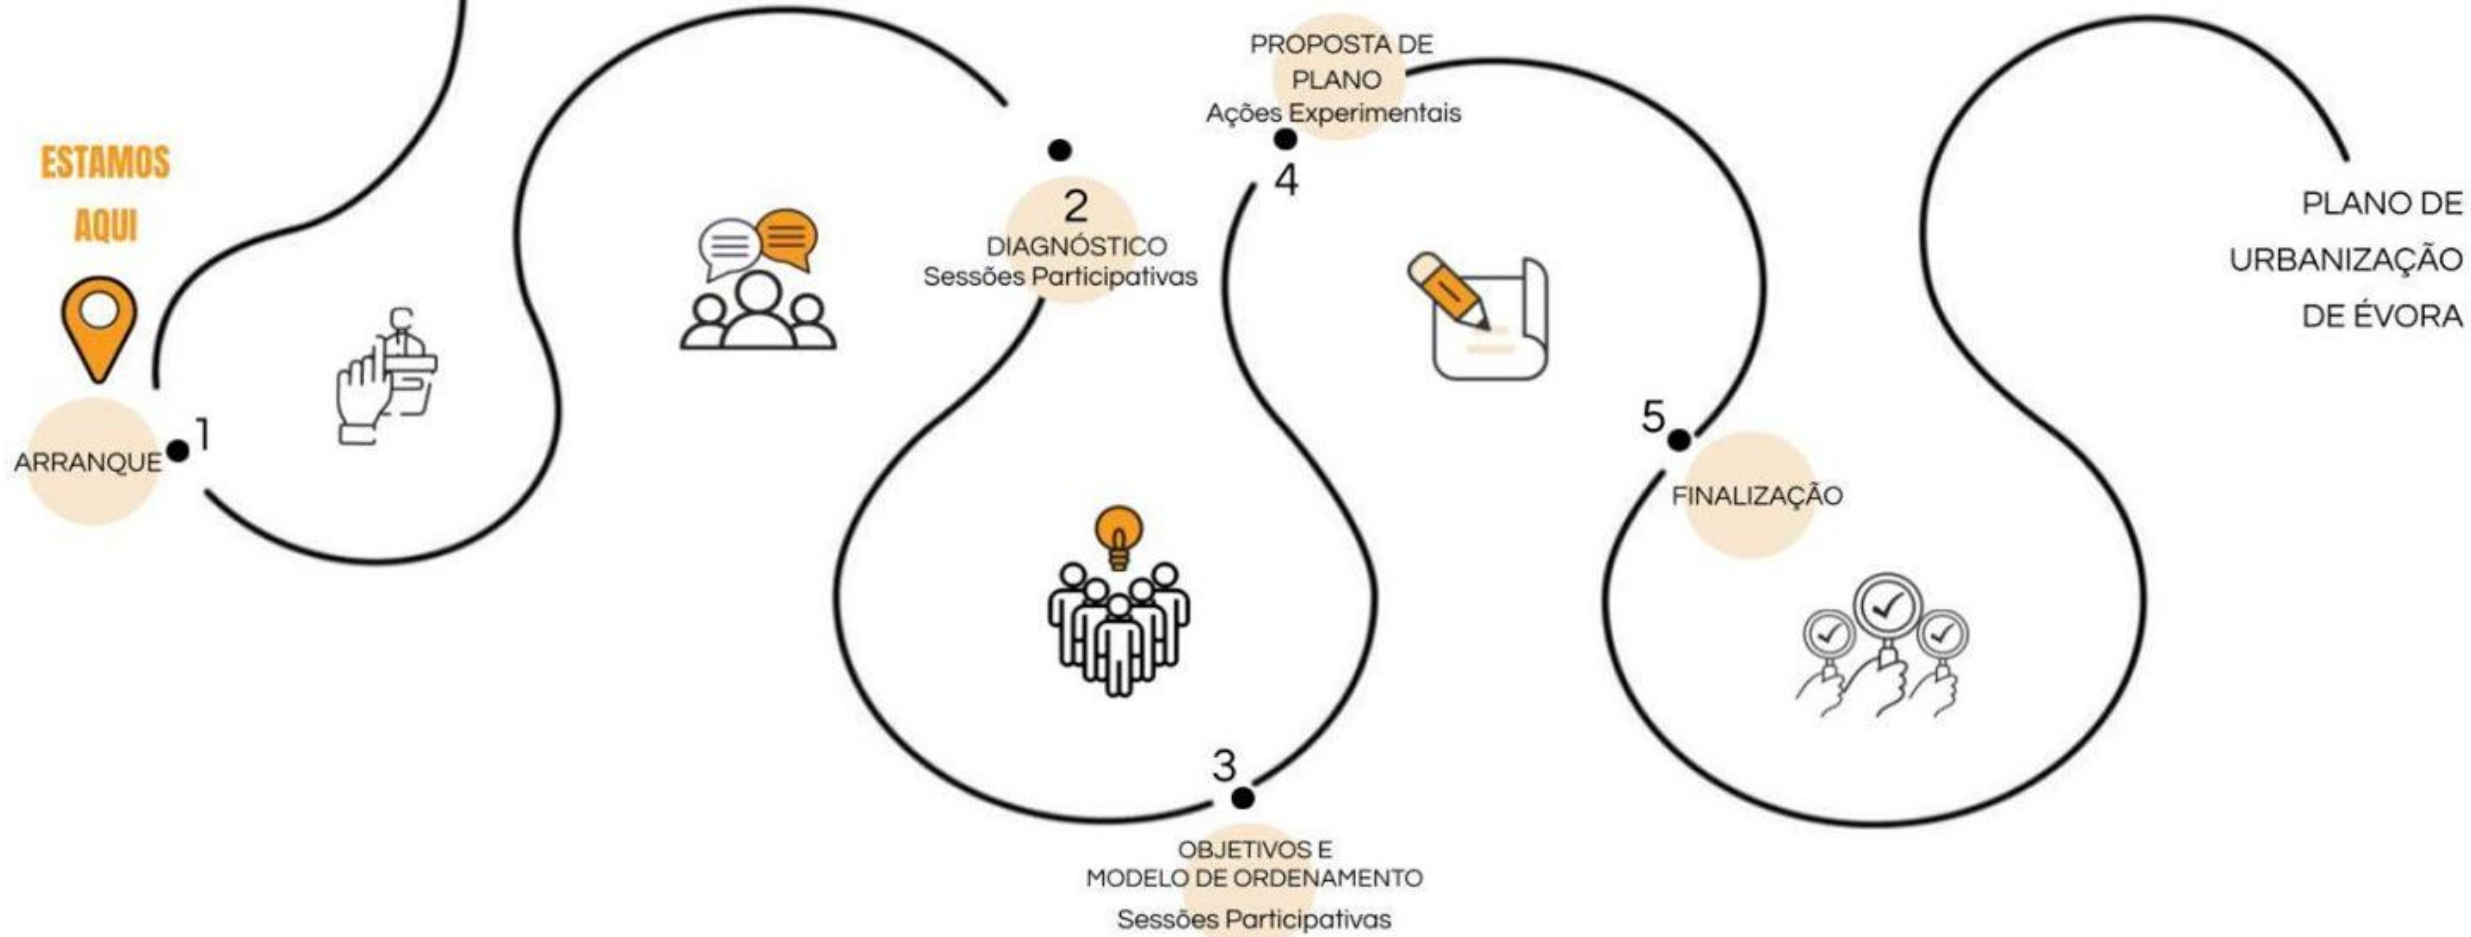 ESTAMOS
AQUI
1
ARRANQUE
2
DIAGNÓSTICO
Sessões Participativas
3
OBJETIVOS E
MODELO DE ORDENAMENTO
Sessões Participativas
PROPOSTA DE
PLANO
Ações Experimentais
4
5
FINALIZAÇÃO
PLANO DE
URBANIZAÇÃO
DE ÉVORA